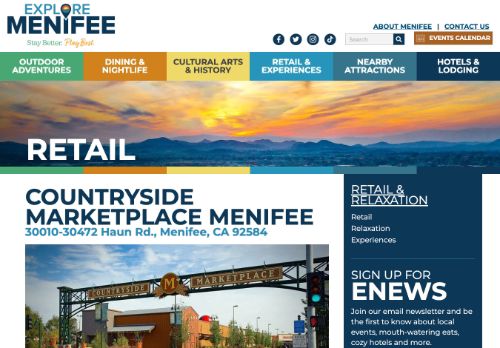 EXPLORE
MENIFEE
Stay Better. Play Best.
ABOUT MENIFEE | CONTACT US
Search
EVENTS CALENDAR
OUTDOOR ADVENTURES
DINING & NIGHTLIFE
CULTURAL ARTS & HISTORY
RETAIL & EXPERIENCES
NEARBY ATTRACTIONS
HOTELS & LODGING
RETAIL
COUNTRYSIDE
MARKETPLACE MENIFEE
30010-30472 Haun Rd., Menifee, CA 92584
COUNTRYSIDE M MARKETPLACE
RETAIL &
RELAXATION
Retail
Relaxation
Experiences
SIGN UP FOR
ENEWS
Join our email newsletter and be
the first to know about local
events, mouth-watering eats,
cozy hotels and more.